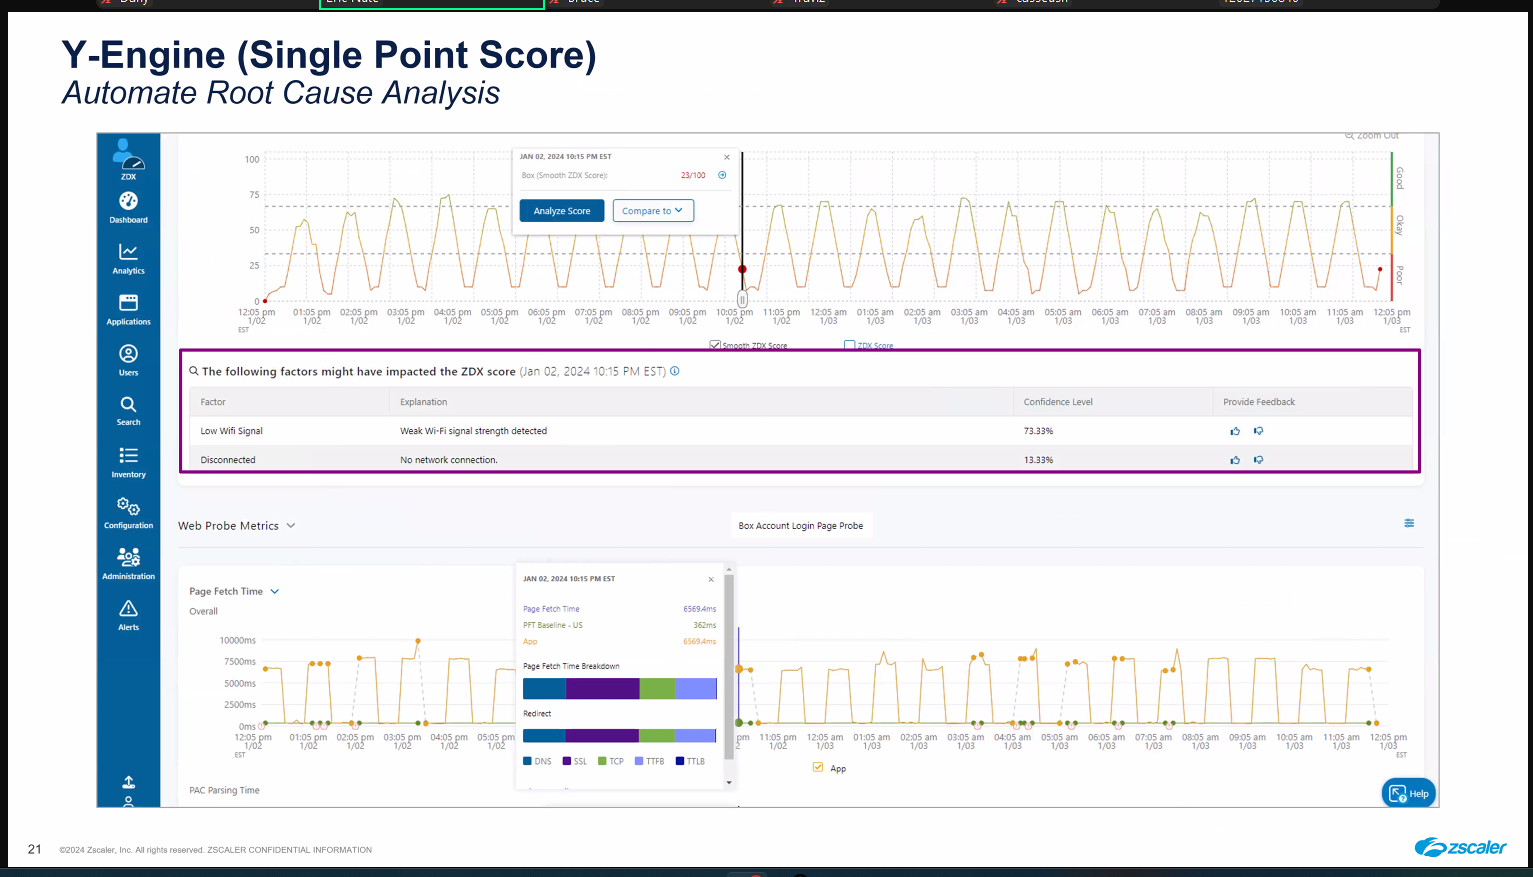 Y-Engine (Single Point Score)
Automate Root Cause Analysis
ZDX
Dashboard
Analytics
Applications
Users
Search
Inventory
Configuration
Administration
Alerts
Zoom Out
100
75
50
25
0
JAN 02, 2024 10:15 PM EST
Box (Smooth ZDX Score): 23/100
Analyze Score Compare to
Good
Okay
Poor
12:05 pm 01:05 pm 02:05 pm 03:05 pm 04:05 pm 05:05 pm 06:05 pm 07:05 pm 08:05 pm 09:05 pm 10:05 pm 11:05 pm 12:05 am 01:05 am 02:05 am 03:05 am 04:05 am 05:05 am 06:05 am 07:05 am 08:05 am 09:05 am 10:05 am 11:05 am 12:05 pm
1/02 1/02 1/02 1/02 1/02 1/02 1/02 1/02 1/02 1/02 1/02 1/02 1/03 1/03 1/03 1/03 1/03 1/03 1/03 1/03 1/03 1/03 1/03 1/03 1/03
EST EST
Smooth ZDX Score ZDX Score
The following factors might have impacted the ZDX score (Jan 02, 2024 10:15 PM EST)
Factor Explanation Confidence Level Provide Feedback
Low Wifi Signal Weak Wi-Fi signal strength detected 73.33%
Disconnected No network connection. 13.33%
Web Probe Metrics Box Account Login Page Probe
Page Fetch Time
Overall
10000ms
7500ms
5000ms
2500ms
0ms
JAN 02, 2024 10:15 PM EST
Page Fetch Time 6569.4ms
PFT Baseline - US 362ms
App 6569.4ms
Page Fetch Time Breakdown
Redirect
DNS SSL TCP TTFB TTLB
12:05 pm 01:05 pm 02:05 pm 03:05 pm 04:05 pm 05:05 pm 11:05 pm 12:05 am 01:05 am 02:05 am 03:05 am 04:05 am 05:05 am 06:05 am 07:05 am 08:05 am 09:05 am 10:05 am 11:05 am 12:05 pm
1/02 1/02 1/02 1/02 1/02 1/02 1/02 1/03 1/03 1/03 1/03 1/03 1/03 1/03 1/03 1/03 1/03 1/03 1/03 1/03
EST EST
App
PAC Parsing Time
Help
21 ©2024 Zscaler, Inc. All rights reserved. ZSCALER CONFIDENTIAL INFORMATION
zscaler